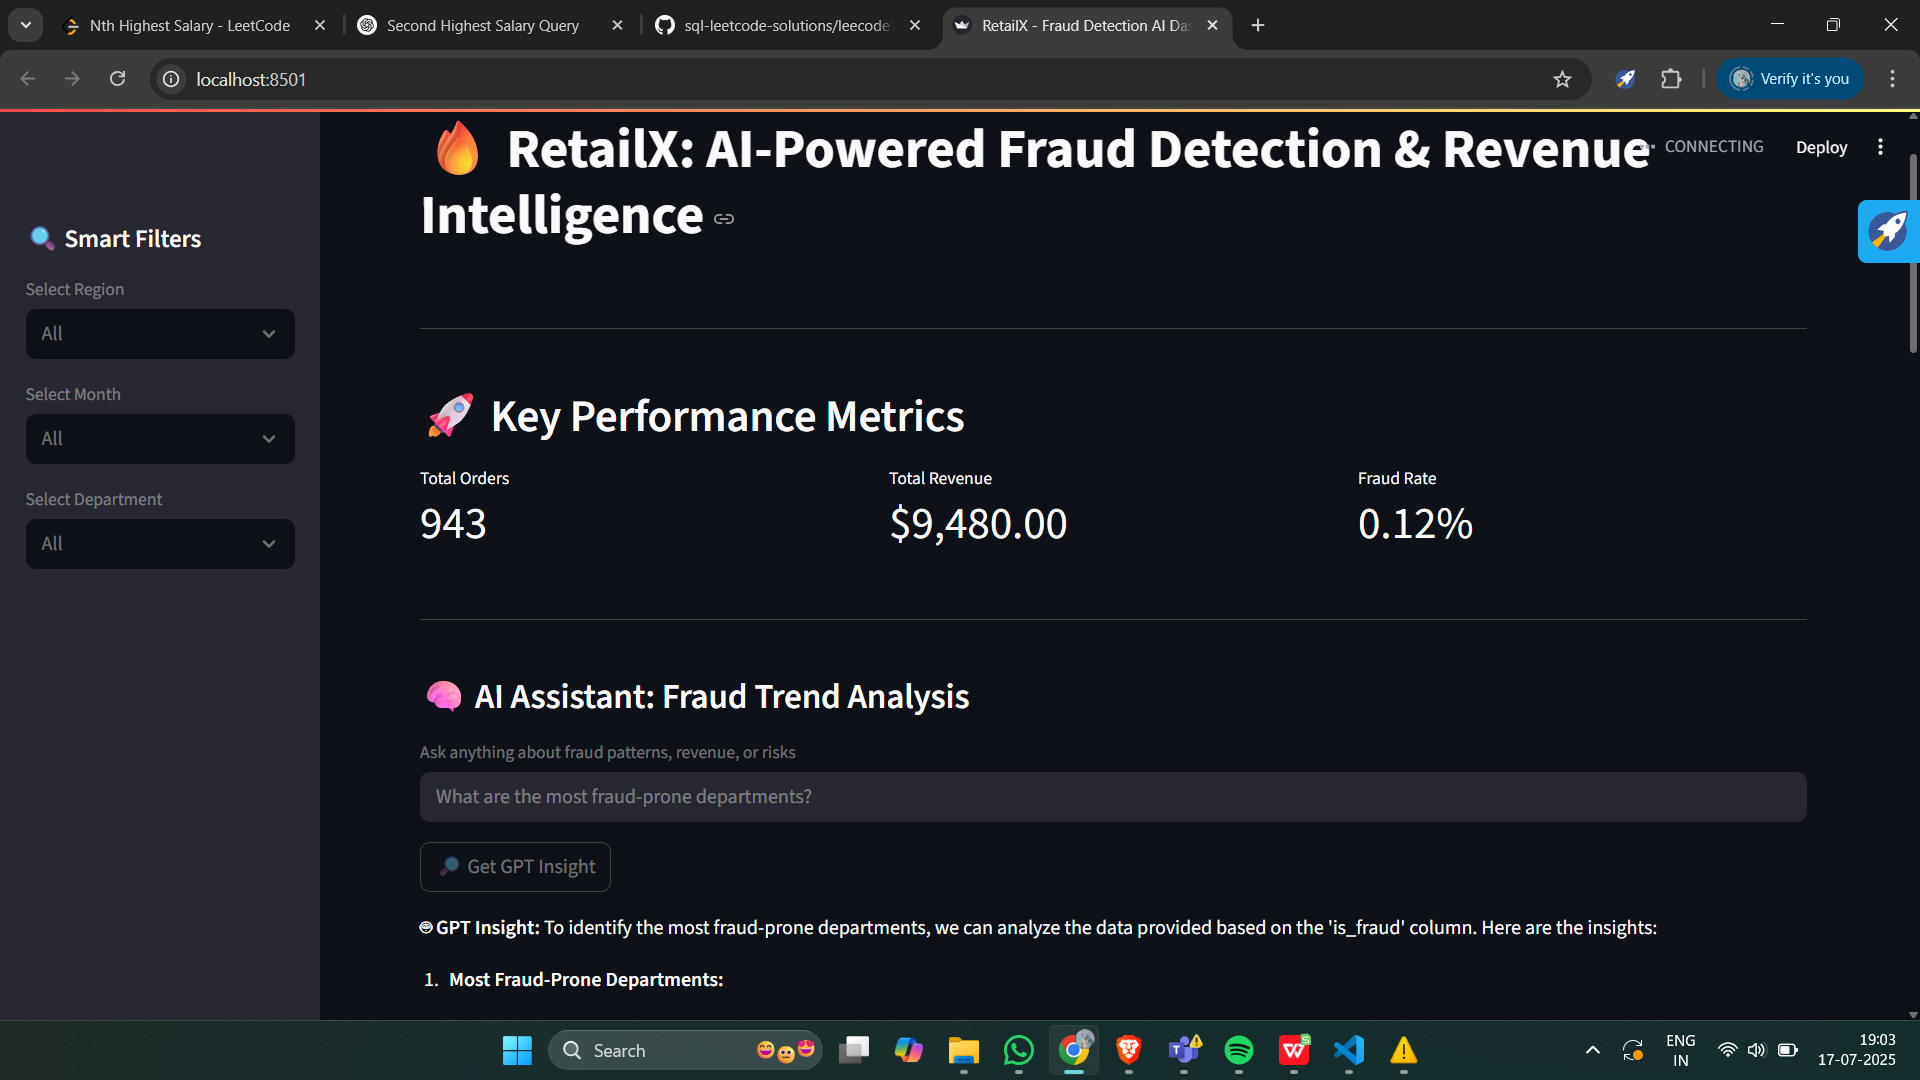 Nth Highest Salary - LeetCode
Second Highest Salary Query
sql-leetcode-solutions/leecode
RetailX - Fraud Detection AI Das
localhost:8501
Verify it's you
🔥 RetailX: AI-Powered Fraud Detection & Revenue
Intelligence
CONNECTING
Deploy
🔍 Smart Filters
Select Region
All
Select Month
All
Select Department
All
🚀 Key Performance Metrics
Total Orders
943
Total Revenue
$9,480.00
Fraud Rate
0.12%
🧠 AI Assistant: Fraud Trend Analysis
Ask anything about fraud patterns, revenue, or risks
What are the most fraud-prone departments?
🔎 Get GPT Insight
GPT Insight: To identify the most fraud-prone departments, we can analyze the data provided based on the 'is_fraud' column. Here are the insights:
1. Most Fraud-Prone Departments:
Search
ENG
IN
19:03
17-07-2025